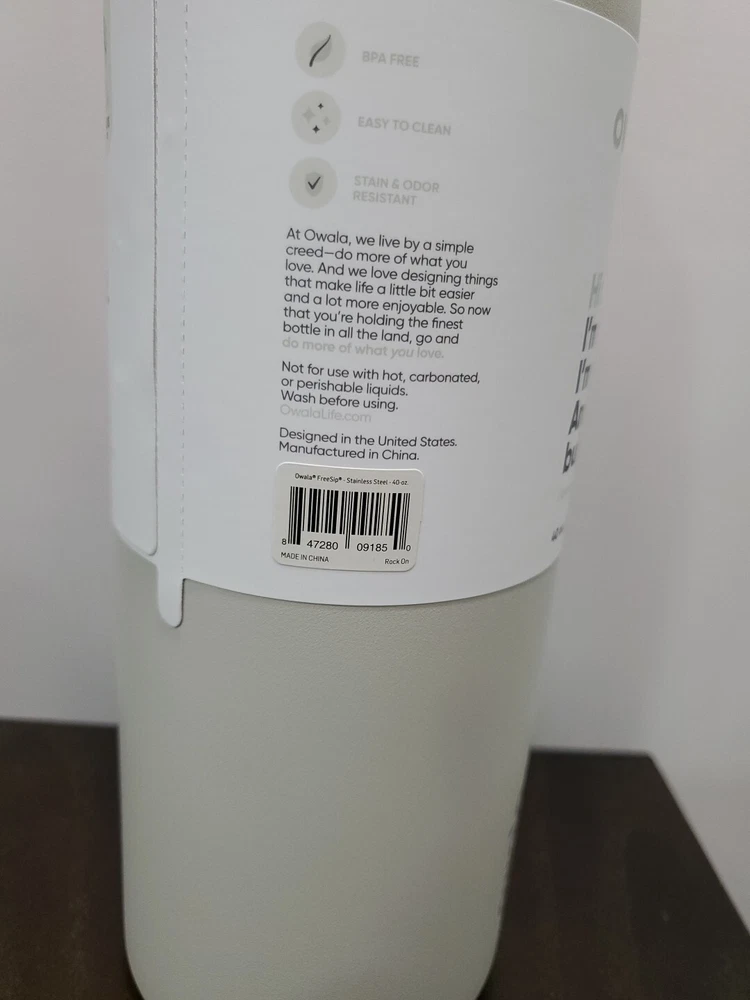 BPA FREE
EASY TO CLEAN
STAIN & ODOR
RESISTANT
At Owala, we live by a simple
creed—do more of what you
love. And we love designing things
that make life a little bit easier
and a lot more enjoyable. So now
that you're holding the finest
bottle in all the land, go and
do more of what you love.
Not for use with hot, carbonated,
or perishable liquids.
Wash before using.
OwalaLife.com
Designed in the United States.
Manufactured in China.
Owala® FreeSip® - Stainless Steel - 40 oz.
8 47280 09185 0
MADE IN CHINA
Rock On
I'm
I'm